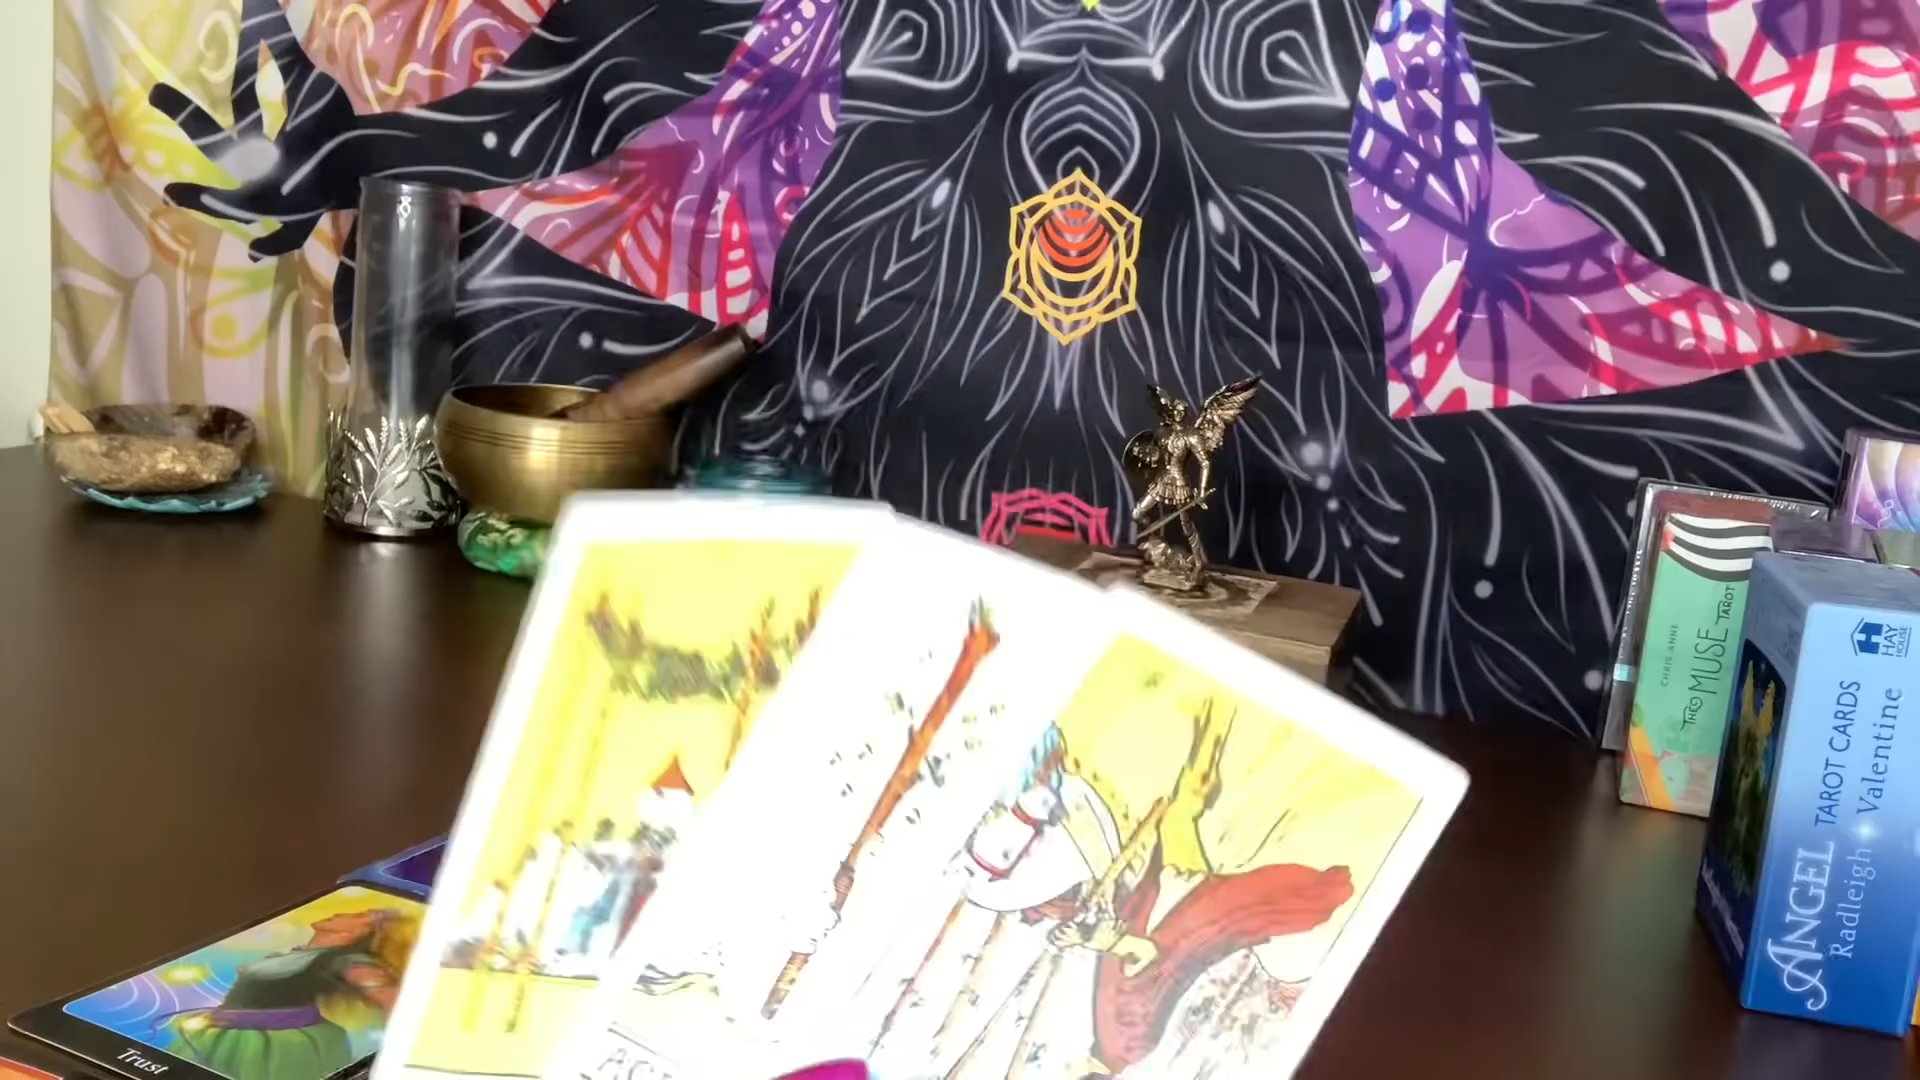 CHRIS-ANNE
THE MUSE TAROT
HAY
HOUSE
ANGEL TAROT CARDS
Radleigh Valentine
Trust